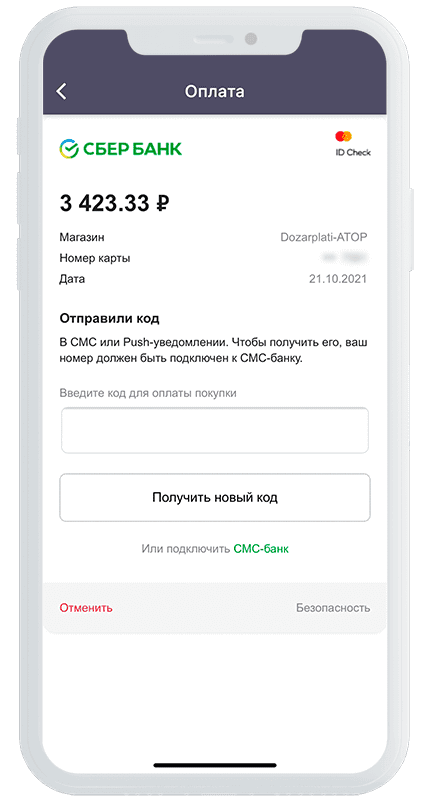 Оплата
СБЕР БАНК
ID Check
3 423.33 ₽
Магазин Dozarplati-ATOP
Номер карты
Дата 21.10.2021
Отправили код
В СМС или Push-уведомлении. Чтобы получить его, ваш
номер должен быть подключен к СМС-банку.
Введите код для оплаты покупки
Получить новый код
Или подключить СМС-банк
Отменить Безопасность